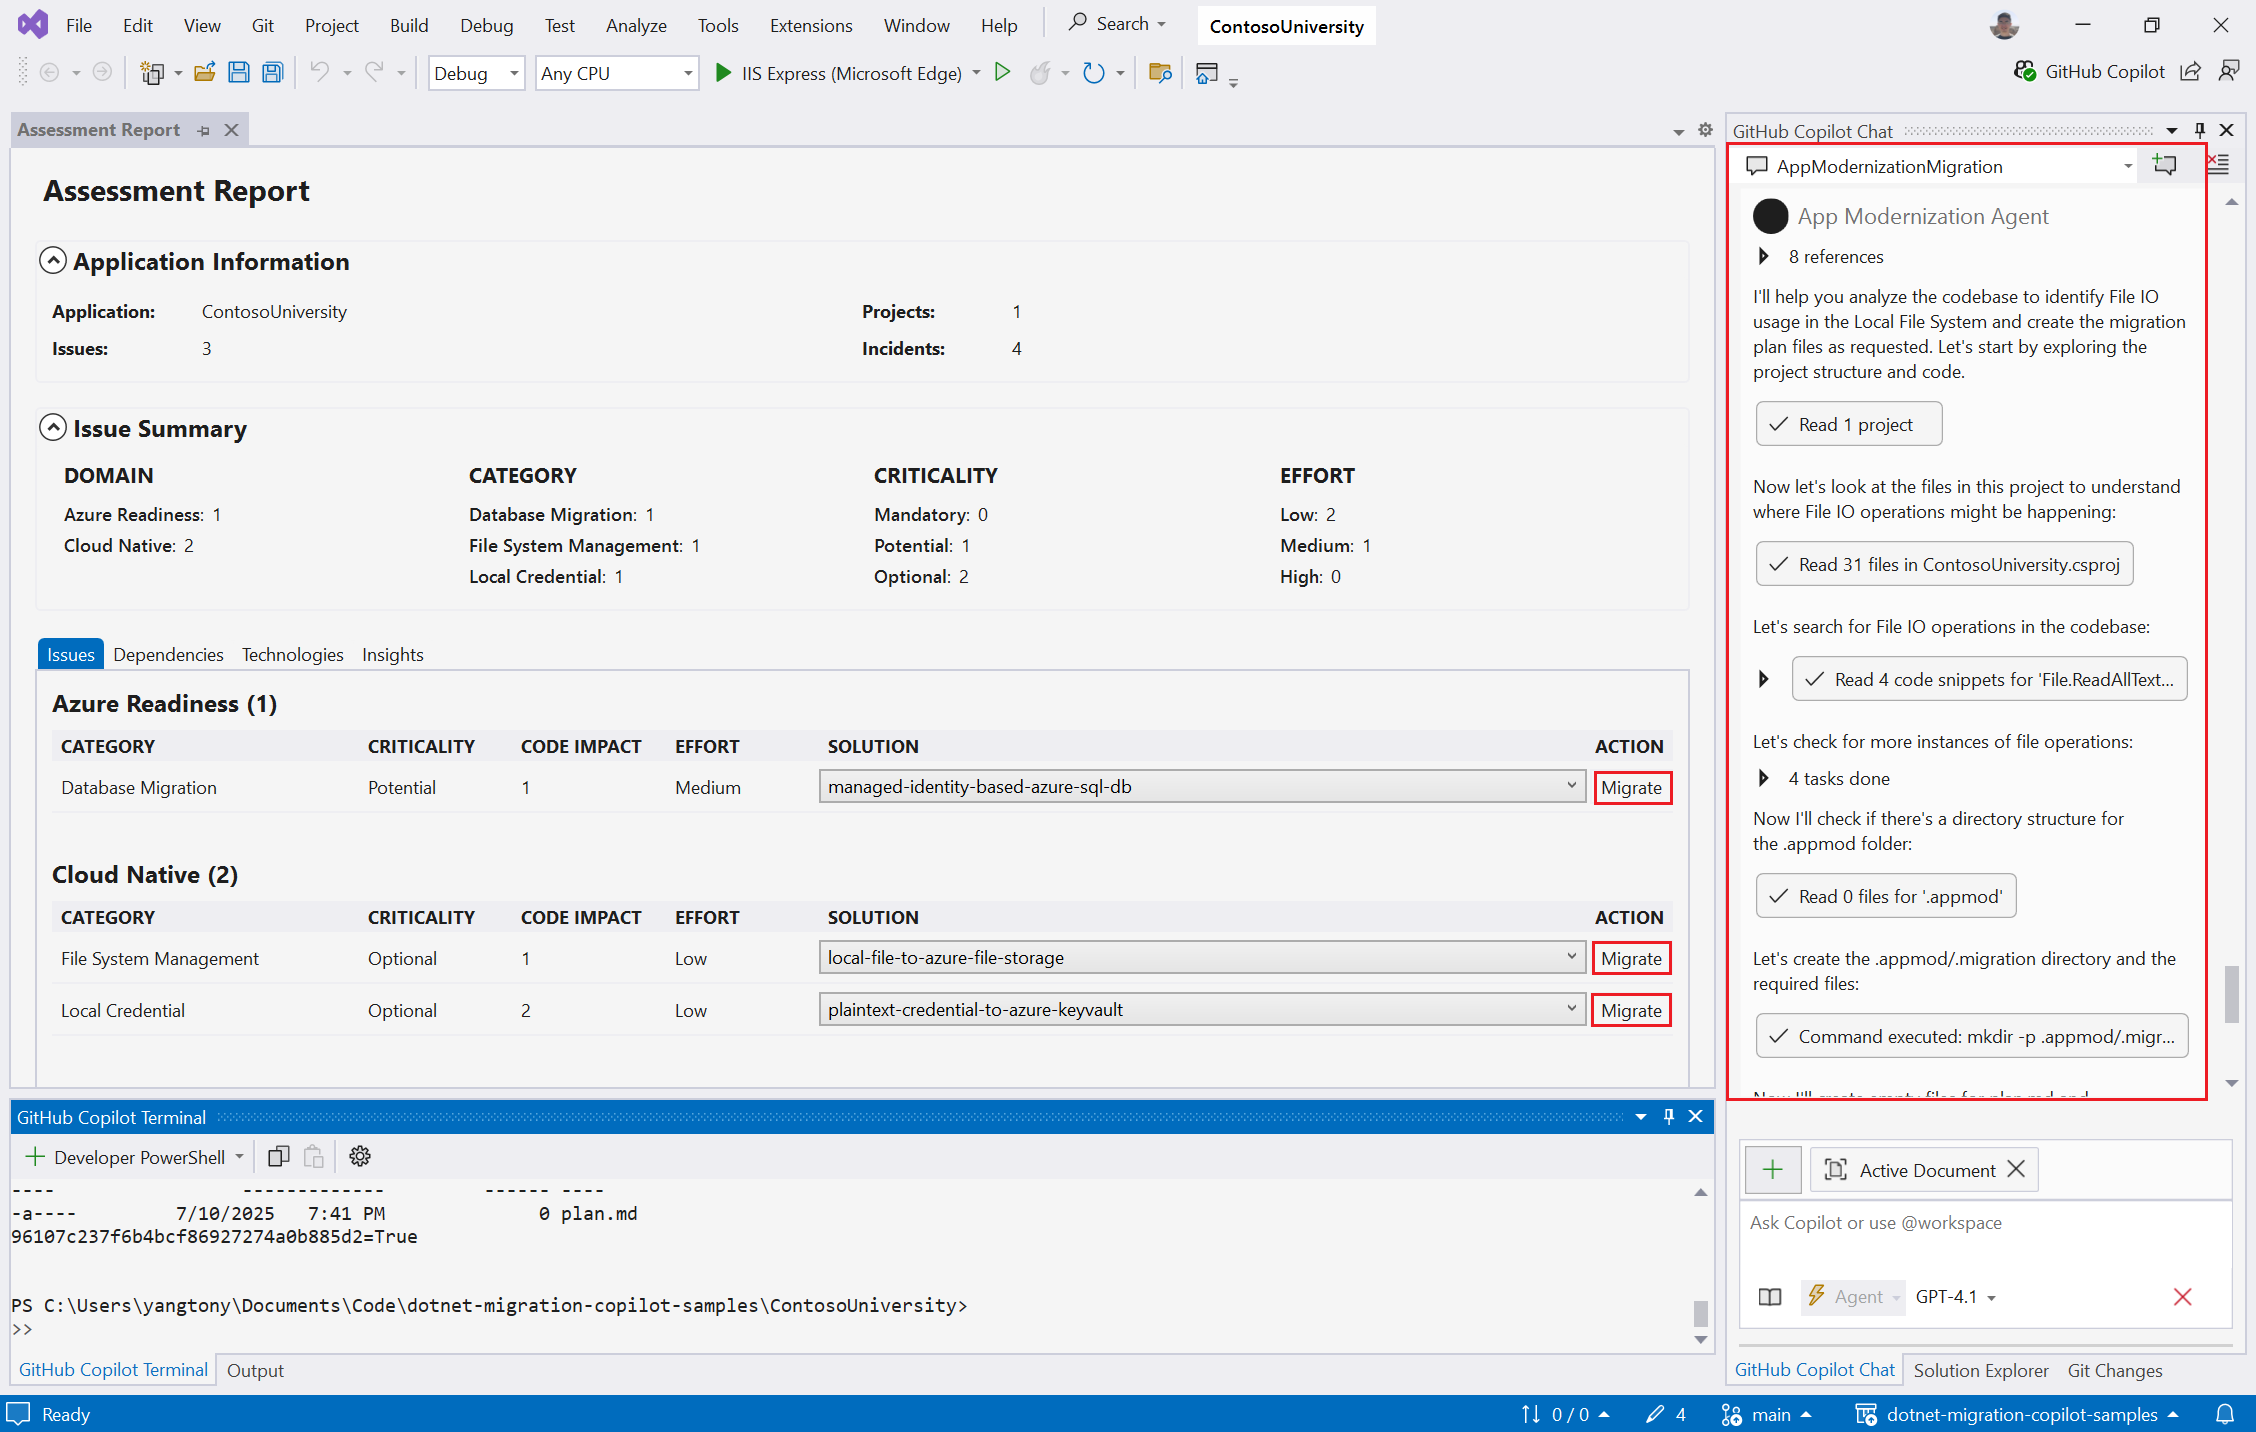 File Edit View Git Project Build Debug Test Analyze Tools Extensions Window Help Search ContosoUniversity
Debug Any CPU IIS Express (Microsoft Edge) GitHub Copilot
Assessment Report
Assessment Report
Application Information
Application: ContosoUniversity Projects: 1
Issues: 3 Incidents: 4
Issue Summary
DOMAIN CATEGORY CRITICALITY EFFORT
Azure Readiness: 1 Database Migration: 1 Mandatory: 0 Low: 2
Cloud Native: 2 File System Management: 1 Potential: 1 Medium: 1
Local Credential: 1 Optional: 2 High: 0
Issues Dependencies Technologies Insights
Azure Readiness (1)
CATEGORY CRITICALITY CODE IMPACT EFFORT SOLUTION ACTION
Database Migration Potential 1 Medium managed-identity-based-azure-sql-db Migrate
Cloud Native (2)
CATEGORY CRITICALITY CODE IMPACT EFFORT SOLUTION ACTION
File System Management Optional 1 Low local-file-to-azure-file-storage Migrate
Local Credential Optional 2 Low plaintext-credential-to-azure-keyvault Migrate
GitHub Copilot Terminal
Developer PowerShell
---- ------------- ------ ----
-a---- 7/10/2025 7:41 PM 0 plan.md
96107c237f6b4bcf86927274a0b885d2=True
PS C:\Users\yangtony\Documents\Code\dotnet-migration-copilot-samples\ContosoUniversity>
>>
GitHub Copilot Terminal Output
GitHub Copilot Chat
AppModernizationMigration
App Modernization Agent
8 references
I'll help you analyze the codebase to identify File IO
usage in the Local File System and create the migration
plan files as requested. Let's start by exploring the
project structure and code.
Read 1 project
Now let's look at the files in this project to understand
where File IO operations might be happening:
Read 31 files in ContosoUniversity.csproj
Let's search for File IO operations in the codebase:
Read 4 code snippets for 'File.ReadAllText...
Let's check for more instances of file operations:
4 tasks done
Now I'll check if there's a directory structure for
the .appmod folder:
Read 0 files for '.appmod'
Let's create the .appmod/.migration directory and the
required files:
Command executed: mkdir -p .appmod/.migr...
Now I'll create empty files for plan.md and
Active Document
Ask Copilot or use @workspace
Agent GPT-4.1
GitHub Copilot Chat Solution Explorer Git Changes
Ready 0 / 0 4 main dotnet-migration-copilot-samples